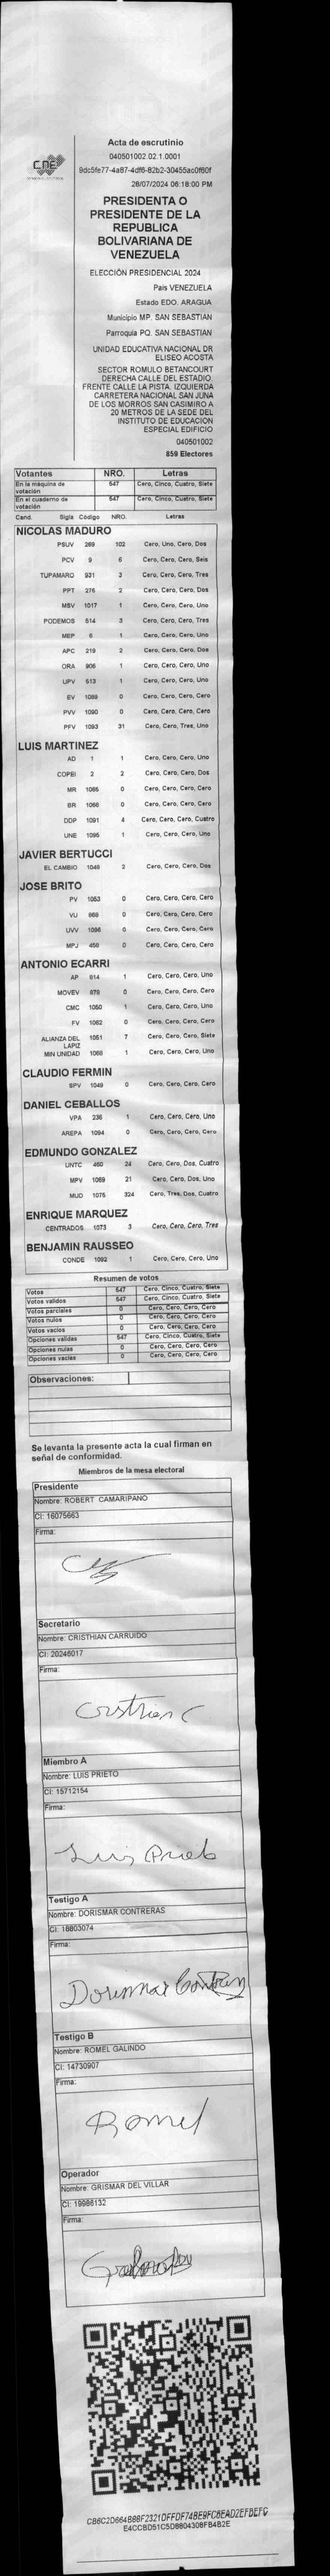 CNE
Acta de escrutinio
040501002.02.1.0001
9dc5fe77-4a87-4df6-82b2-30455ac0f60f
28/07/2024 06:18:00 PM
PRESIDENTA O
PRESIDENTE DE LA
REPUBLICA
BOLIVARIANA DE
VENEZUELA
ELECCIÓN PRESIDENCIAL 2024
País VENEZUELA
Estado EDO. ARAGUA
Municipio MP. SAN SEBASTIAN
Parroquia PQ. SAN SEBASTIAN
UNIDAD EDUCATIVA NACIONAL DR
ELISEO ACOSTA
SECTOR ROMULO BETANCOURT
DERECHA CALLE DEL ESTADIO.
FRENTE CALLE LA PISTA. IZQUIERDA
CARRETERA NACIONAL SAN JUNA
DE LOS MORROS SAN CASIMIRO A
20 METROS DE LA SEDE DEL
INSTITUTO DE EDUCACION
ESPECIAL EDIFICIO
040501002
859 Electores
Votantes NRO. Letras
En la máquina de votación 547 Cero, Cinco, Cuatro, Siete
En el cuaderno de votación 547 Cero, Cinco, Cuatro, Siete
Cand. Sigla Código NRO. Letras
NICOLAS MADURO
PSUV 269 102 Cero, Uno, Cero, Dos
PCV 9 6 Cero, Cero, Cero, Seis
TUPAMARO 931 3 Cero, Cero, Cero, Tres
PPT 276 2 Cero, Cero, Cero, Dos
MSV 1017 1 Cero, Cero, Cero, Uno
PODEMOS 514 3 Cero, Cero, Cero, Tres
MEP 6 1 Cero, Cero, Cero, Uno
APC 219 2 Cero, Cero, Cero, Dos
ORA 906 1 Cero, Cero, Cero, Uno
UPV 513 1 Cero, Cero, Cero, Uno
EV 1089 0 Cero, Cero, Cero, Cero
PVV 1090 0 Cero, Cero, Cero, Cero
PFV 1093 31 Cero, Cero, Tres, Uno
LUIS MARTINEZ
AD 1 1 Cero, Cero, Cero, Uno
COPEI 2 2 Cero, Cero, Cero, Dos
MR 1065 0 Cero, Cero, Cero, Cero
BR 1066 0 Cero, Cero, Cero, Cero
DDP 1091 4 Cero, Cero, Cero, Cuatro
UNE 1095 1 Cero, Cero, Cero, Uno
JAVIER BERTUCCI
EL CAMBIO 1048 2 Cero, Cero, Cero, Dos
JOSE BRITO
PV 1053 0 Cero, Cero, Cero, Cero
VU 969 0 Cero, Cero, Cero, Cero
UVV 1096 0 Cero, Cero, Cero, Cero
MPJ 458 0 Cero, Cero, Cero, Cero
ANTONIO ECARRI
AP 814 1 Cero, Cero, Cero, Uno
MOVEV 878 0 Cero, Cero, Cero, Cero
CMC 1050 1 Cero, Cero, Cero, Uno
FV 1062 0 Cero, Cero, Cero, Cero
ALIANZA DEL LAPIZ 1051 7 Cero, Cero, Cero, Siete
MIN UNIDAD 1068 1 Cero, Cero, Cero, Uno
CLAUDIO FERMIN
SPV 1049 0 Cero, Cero, Cero, Cero
DANIEL CEBALLOS
VPA 236 1 Cero, Cero, Cero, Uno
AREPA 1094 0 Cero, Cero, Cero, Cero
EDMUNDO GONZALEZ
UNTC 460 24 Cero, Cero, Dos, Cuatro
MPV 1069 21 Cero, Cero, Dos, Uno
MUD 1075 324 Cero, Tres, Dos, Cuatro
ENRIQUE MARQUEZ
CENTRADOS 1073 3 Cero, Cero, Cero, Tres
BENJAMIN RAUSSEO
CONDE 1092 1 Cero, Cero, Cero, Uno
Resumen de votos
Votos 547 Cero, Cinco, Cuatro, Siete
Votos válidos 547 Cero, Cinco, Cuatro, Siete
Votos parciales 0 Cero, Cero, Cero, Cero
Votos nulos 0 Cero, Cero, Cero, Cero
Votos vacíos 0 Cero, Cero, Cero, Cero
Opciones válidas 547 Cero, Cinco, Cuatro, Siete
Opciones nulas 0 Cero, Cero, Cero, Cero
Opciones vacías 0 Cero, Cero, Cero, Cero
Observaciones:
Se levanta la presente acta la cual firman en
señal de conformidad.
Miembros de la mesa electoral
Presidente
Nombre: ROBERT CAMARIPANO
CI: 16075663
Firma:
Secretario
Nombre: CRISTHIAN CARRUIDO
CI: 20246017
Firma:
Cristhian C
Miembro A
Nombre: LUIS PRIETO
CI: 15712154
Firma:
Luis Prieto
Testigo A
Nombre: DORISMAR CONTRERAS
CI: 18803074
Firma:
Dorismar Contreras
Testigo B
Nombre: ROMEL GALINDO
CI: 14730907
Firma:
Romel
Operador
Nombre: GRISMAR DEL VILLAR
CI: 19986132
Firma:
CB6C2D664B88F2321DFFDF74BE9FC8EAD2EFBEFC
E4CCBD51C5D8804308FB4B2E